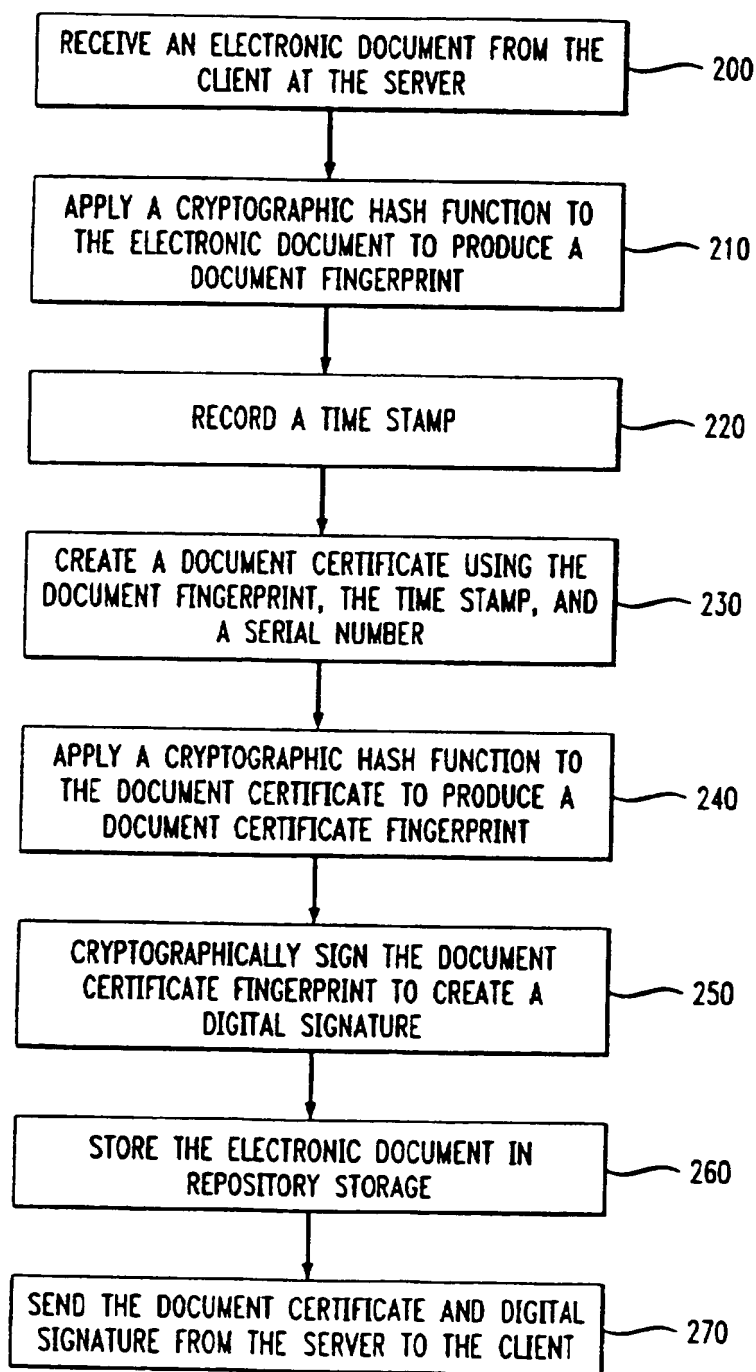 RECEIVE AN ELECTRONIC DOCUMENT FROM THE
CLIENT AT THE SERVER
200
APPLY A CRYPTOGRAPHIC HASH FUNCTION TO
THE ELECTRONIC DOCUMENT TO PRODUCE A
DOCUMENT FINGERPRINT
210
RECORD A TIME STAMP
220
CREATE A DOCUMENT CERTIFICATE USING THE
DOCUMENT FINGERPRINT, THE TIME STAMP, AND
A SERIAL NUMBER
230
APPLY A CRYPTOGRAPHIC HASH FUNCTION TO
THE DOCUMENT CERTIFICATE TO PRODUCE A
DOCUMENT CERTIFICATE FINGERPRINT
240
CRYPTOGRAPHICALLY SIGN THE DOCUMENT
CERTIFICATE FINGERPRINT TO CREATE A
DIGITAL SIGNATURE
250
STORE THE ELECTRONIC DOCUMENT IN
REPOSITORY STORAGE
260
SEND THE DOCUMENT CERTIFICATE AND DIGITAL
SIGNATURE FROM THE SERVER TO THE CLIENT
270